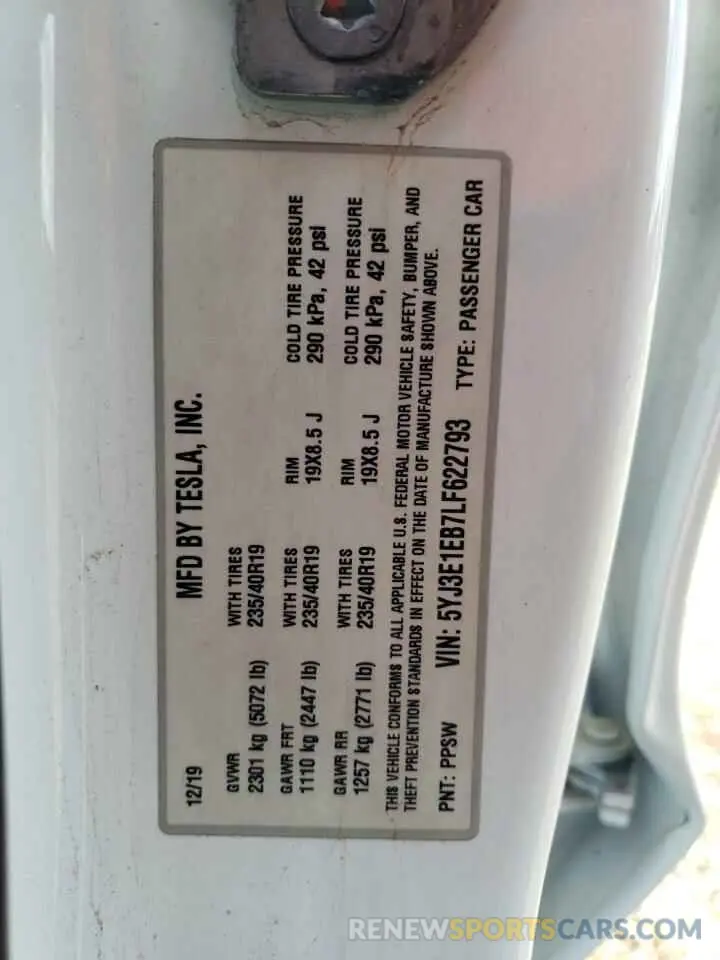 12/19 MFD BY TESLA, INC.
GVWR WITH TIRES
2301 kg (5072 lb) 235/40R19
GAWR FRT WITH TIRES RIM COLD TIRE PRESSURE
1110 kg (2447 lb) 235/40R19 19X8.5 J 290 kPa, 42 psi
GAWR RR WITH TIRES RIM COLD TIRE PRESSURE
1257 kg (2771 lb) 235/40R19 19X8.5 J 290 kPa, 42 psi
THIS VEHICLE CONFORMS TO ALL APPLICABLE U.S. FEDERAL MOTOR VEHICLE SAFETY, BUMPER, AND
THEFT PREVENTION STANDARDS IN EFFECT ON THE DATE OF MANUFACTURE SHOWN ABOVE.
PNT: PPSW VIN: 5YJ3E1EB7LF622793 TYPE: PASSENGER CAR
RENEWSPORTSCARS.COM